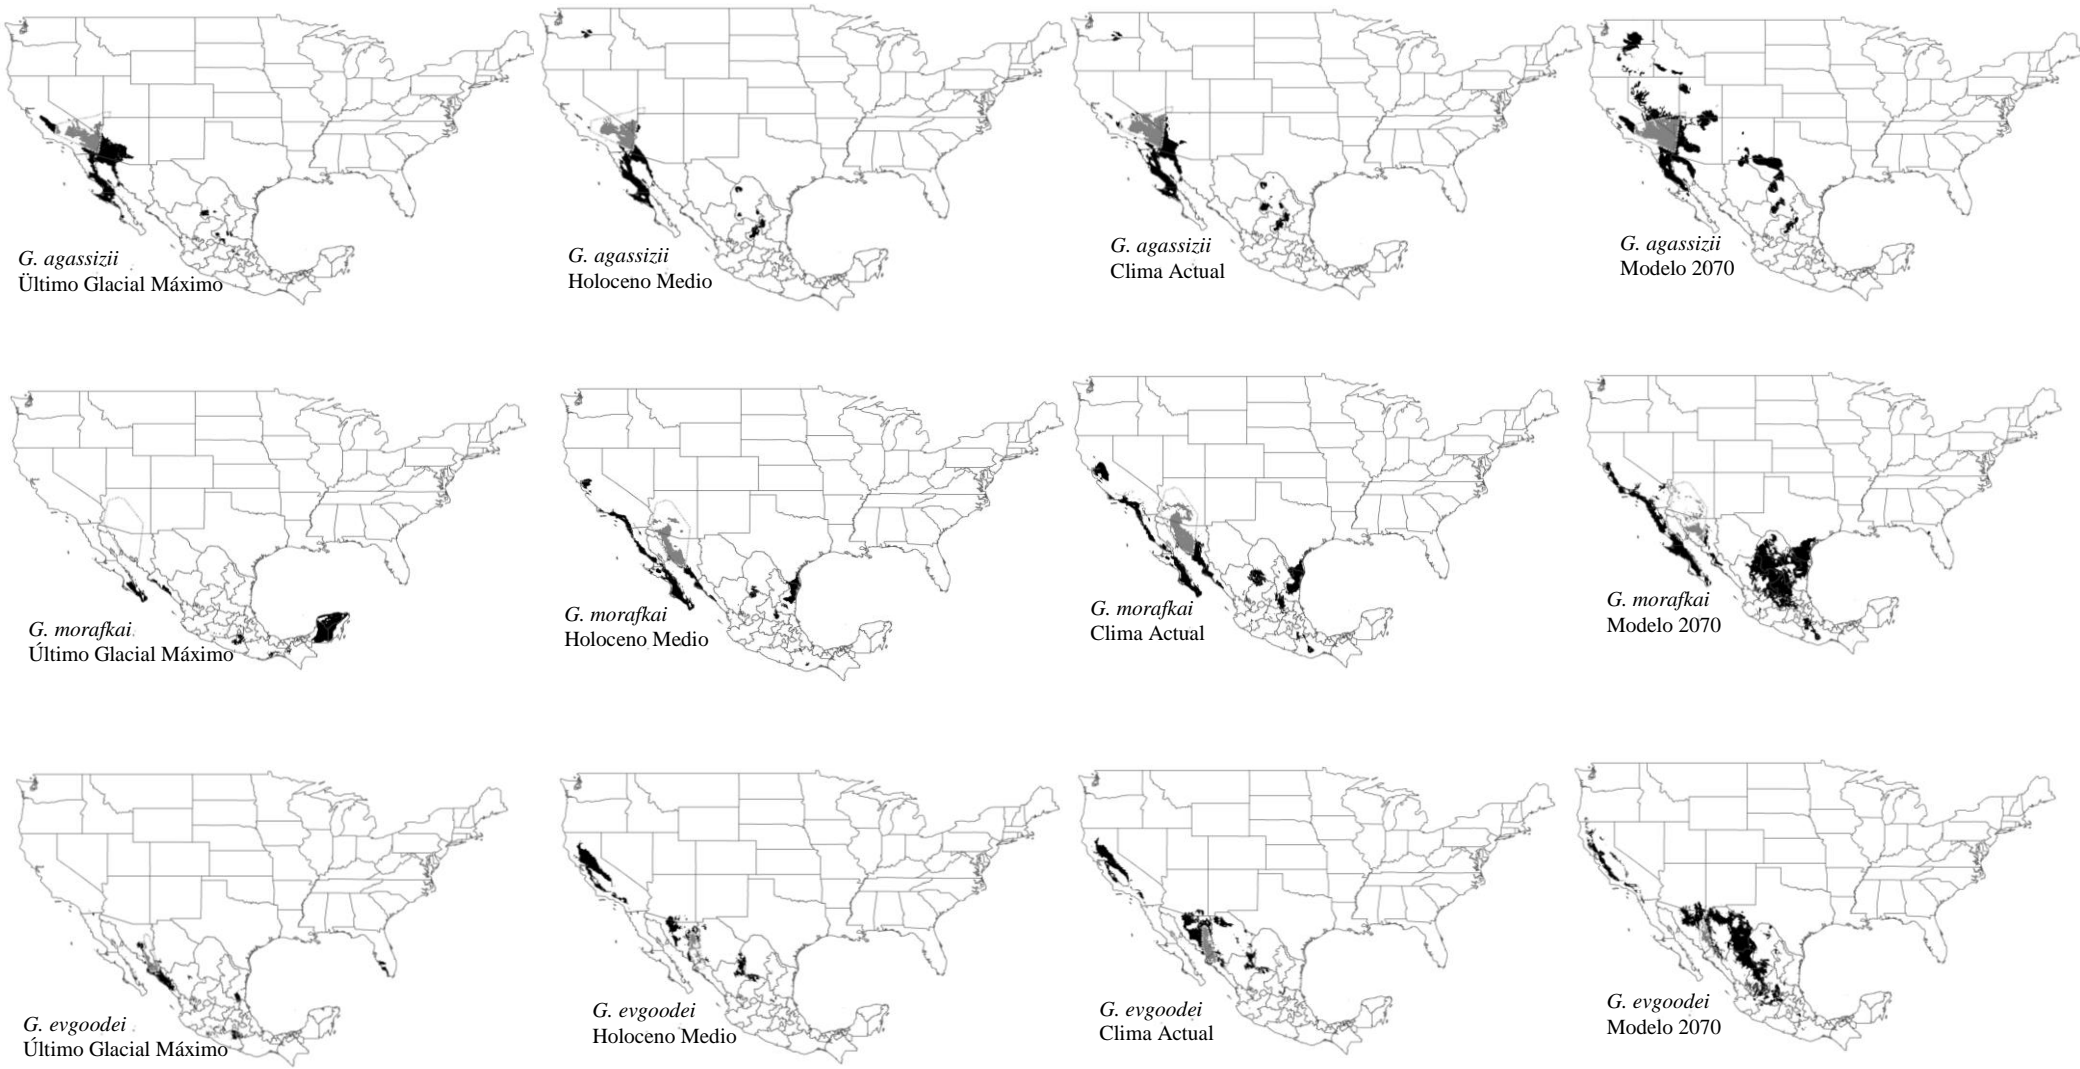 G. agassizii
Ültimo Glacial Máximo
G. agassizii
Holoceno Medio
G. agassizii
Clima Actual
G. agassizii
Modelo 2070
G. morafkai
Último Glacial Máximo
G. morafkai
Holoceno Medio
G. morafkai
Clima Actual
G. morafkai
Modelo 2070
G. evgoodei
Último Glacial Máximo
G. evgoodei
Holoceno Medio
G. evgoodei
Clima Actual
G. evgoodei
Modelo 2070